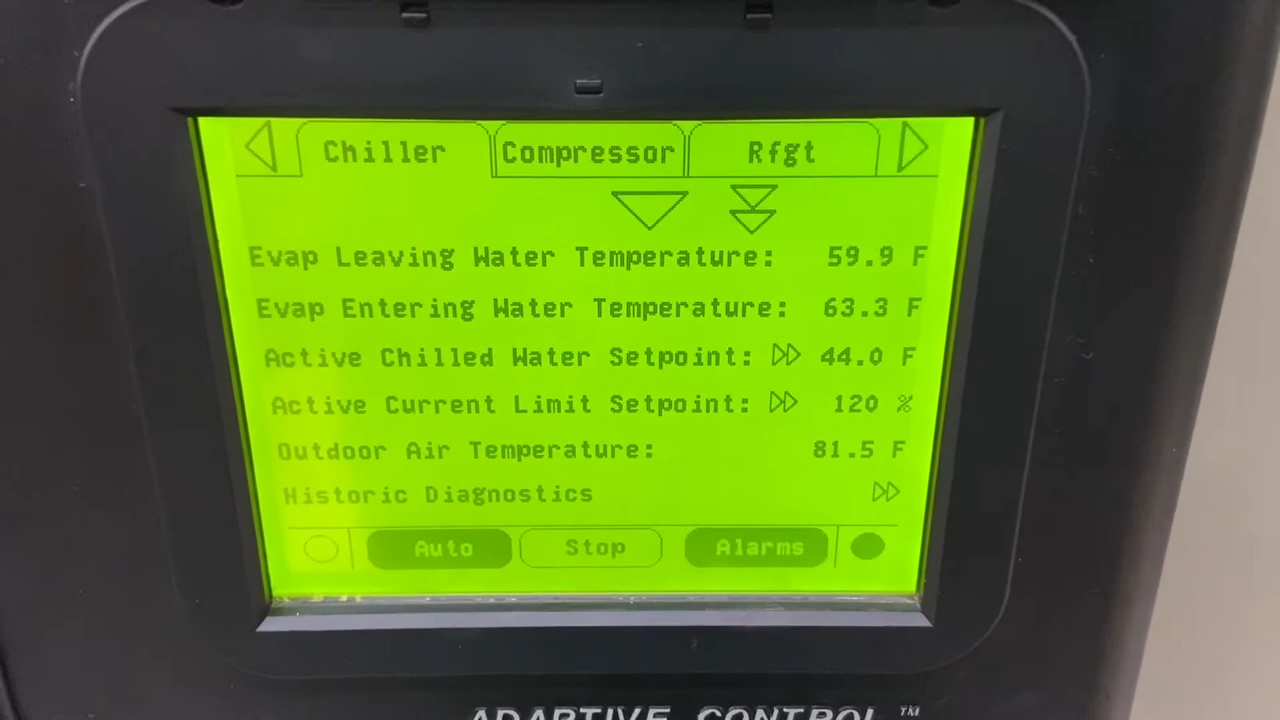 Chiller Compressor Rfgt
Evap Leaving Water Temperature: 59.9 F
Evap Entering Water Temperature: 63.3 F
Active Chilled Water Setpoint: 44.0 F
Active Current Limit Setpoint: 120 %
Outdoor Air Temperature: 81.5 F
Historic Diagnostics
Auto Stop Alarms
ADAPTIVE CONTROL™